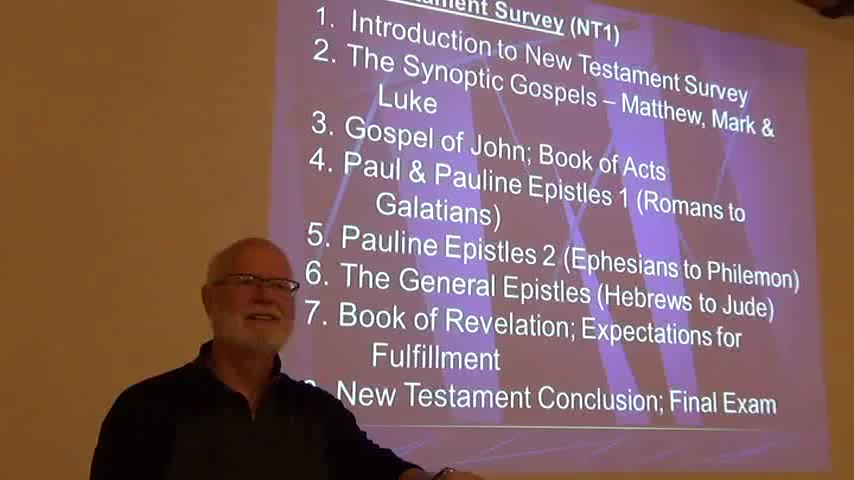 Survey (NT1)
1. Introduction to New Testament Survey
2. The Synoptic Gospels – Matthew, Mark &
Luke
3. Gospel of John; Book of Acts
4. Paul & Pauline Epistles 1 (Romans to
Galatians)
5. Pauline Epistles 2 (Ephesians to Philemon)
6. The General Epistles (Hebrews to Jude)
7. Book of Revelation; Expectations for
Fulfillment
New Testament Conclusion; Final Exam